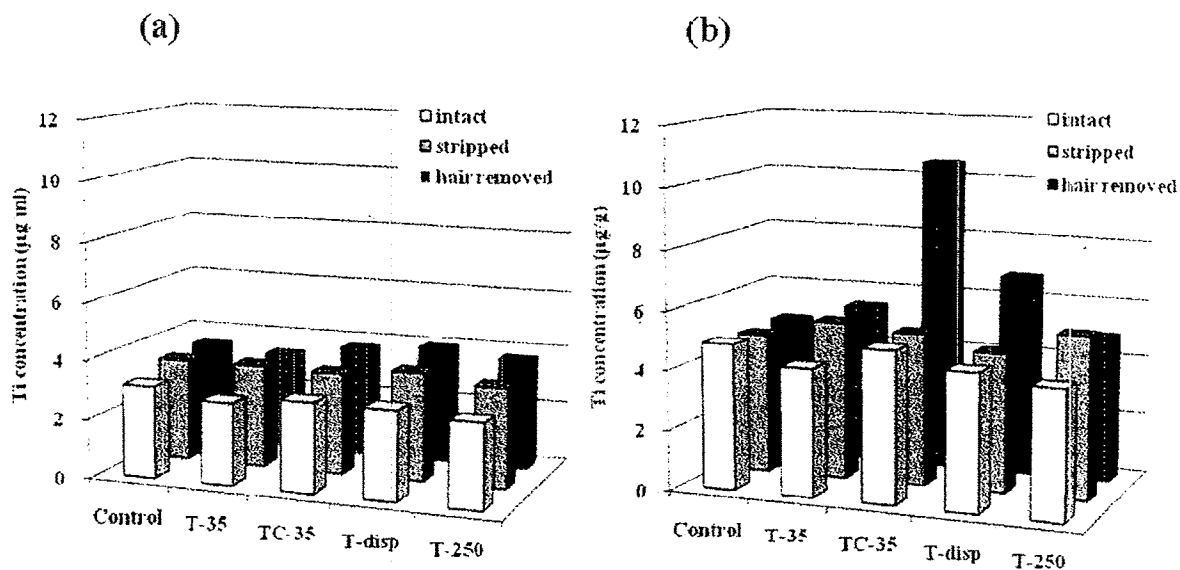 (a)
Ti concentration (µg ml)
12
10
8
6
4
2
0
intact
stripped
hair removed
Control
T-35
TC-35
T-disp
T-250
(b)
Ti concentration (µg/g)
12
10
8
6
4
2
0
intact
stripped
hair removed
Control
T-35
TC-35
T-disp
T-250